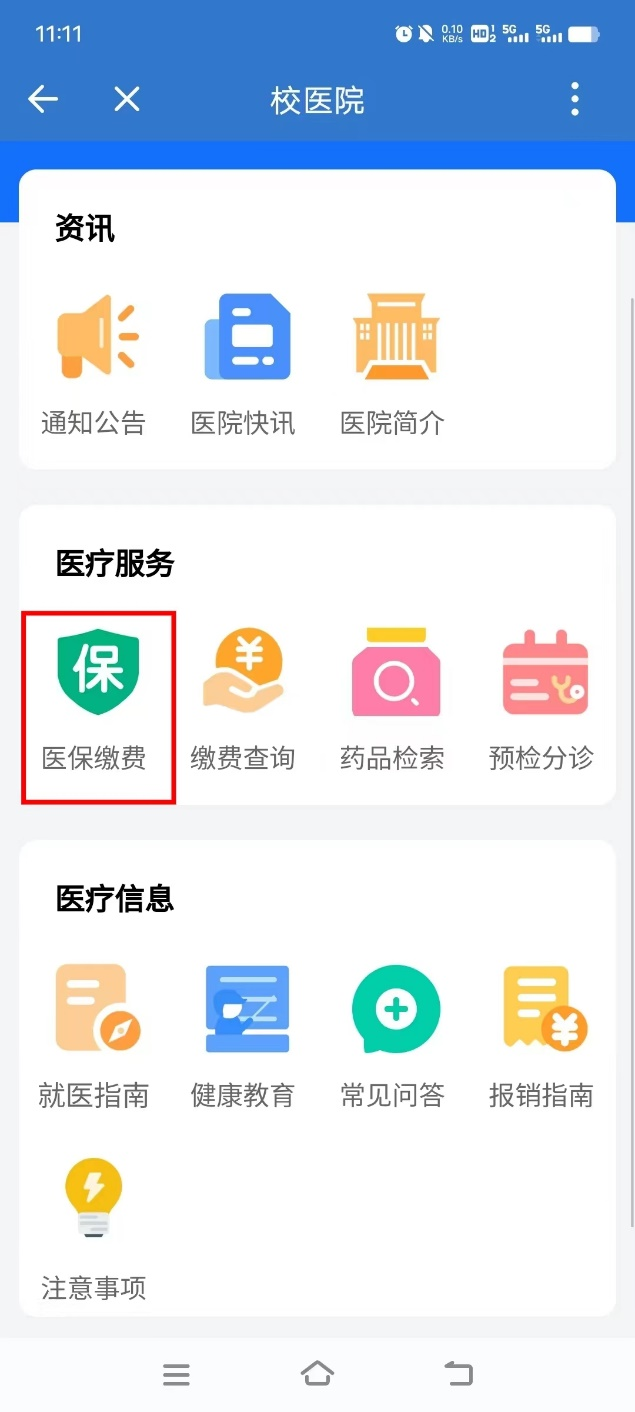 11:11
0.10 KB/s HD 1 2 5G 5G
校医院
资讯
通知公告 医院快讯 医院简介
医疗服务
保 ¥
医保缴费 缴费查询 药品检索 预检分诊
医疗信息
¥
就医指南 健康教育 常见问答 报销指南
注意事项